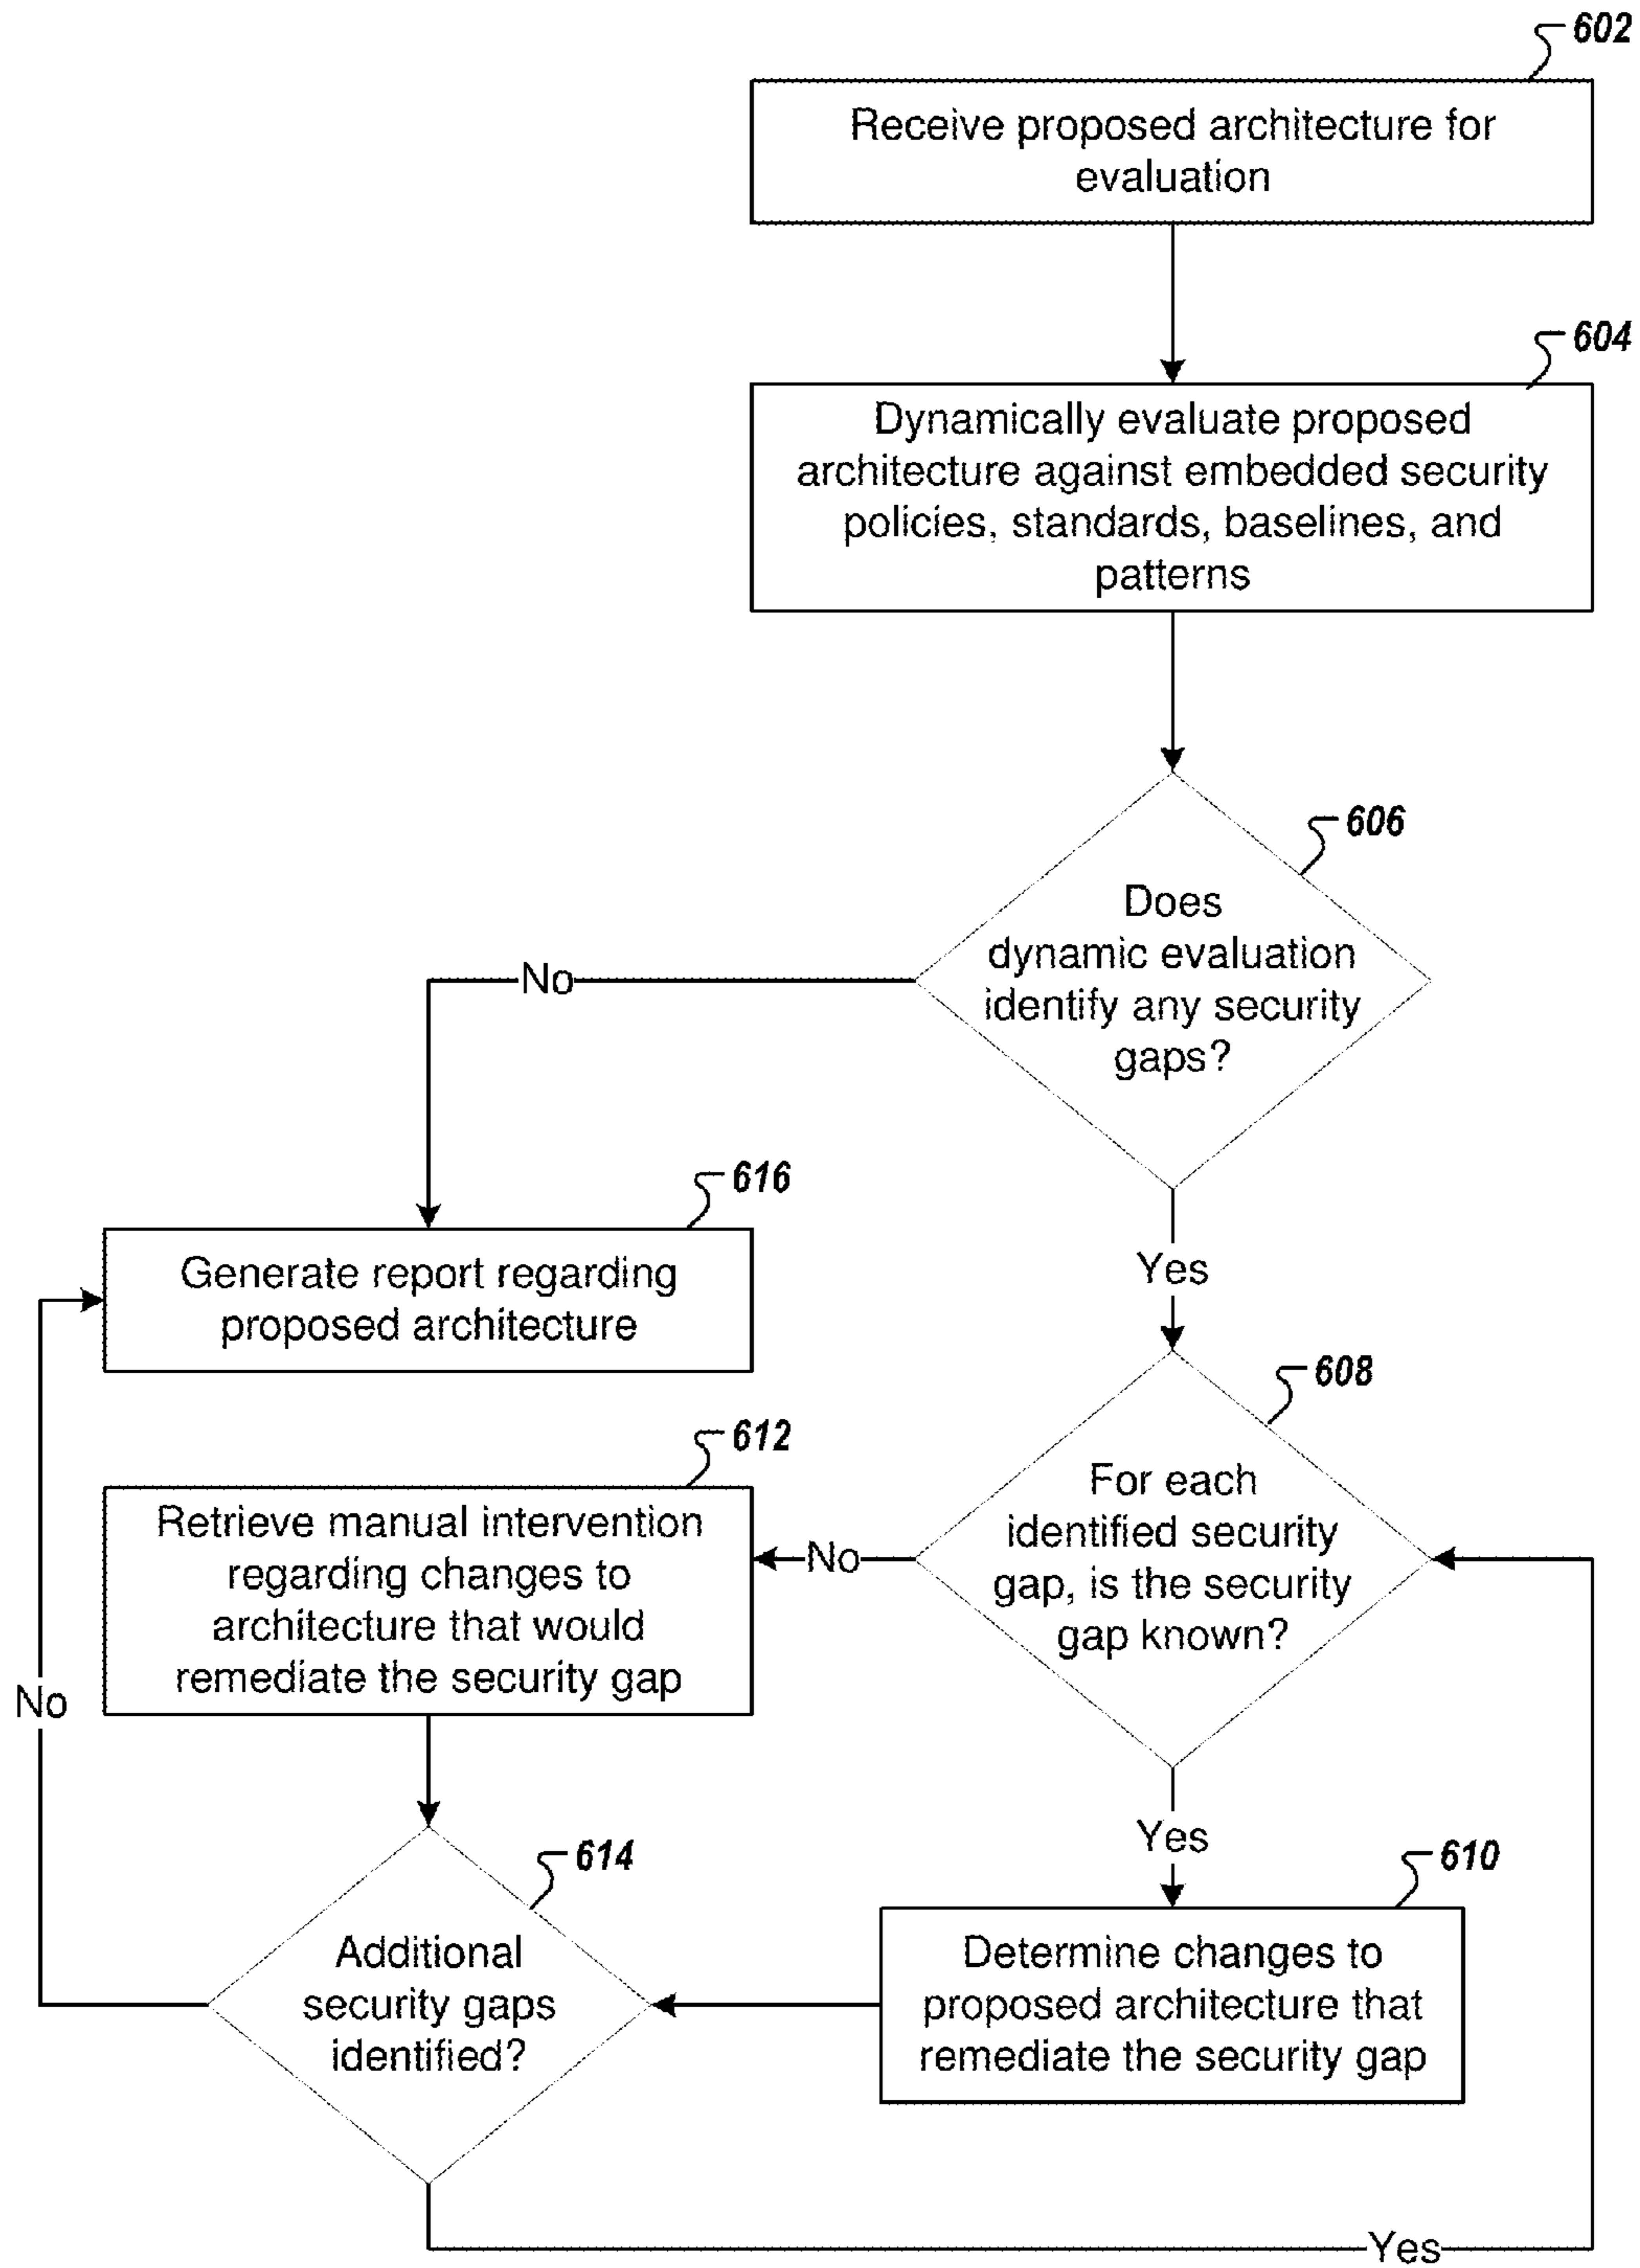 602
Receive proposed architecture for
evaluation
604
Dynamically evaluate proposed
architecture against embedded security
policies, standards, baselines, and
patterns
606
Does
dynamic evaluation
identify any security
gaps?
No
Yes
616
Generate report regarding
proposed architecture
608
For each
identified security
gap, is the security
gap known?
No
612
Retrieve manual intervention
regarding changes to
architecture that would
remediate the security gap
No
Yes
614
Additional
security gaps
identified?
610
Determine changes to
proposed architecture that
remediate the security gap
Yes